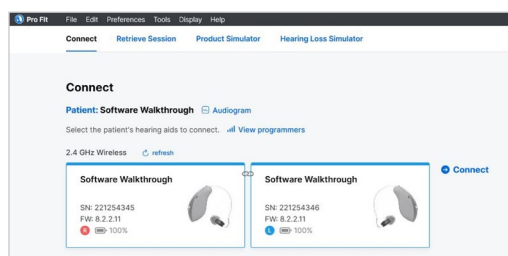 Pro Fit File Edit Preferences Tools Display Help
Connect Retrieve Session Product Simulator Hearing Loss Simulator
Connect
Patient: Software Walkthrough Audiogram
Select the patient's hearing aids to connect. View programmers
2.4 GHz Wireless refresh
Software Walkthrough
SN: 221254345
FW: 8.2.2.11
R 100%
Software Walkthrough
SN: 221254346
FW: 8.2.2.11
L 100%
Connect